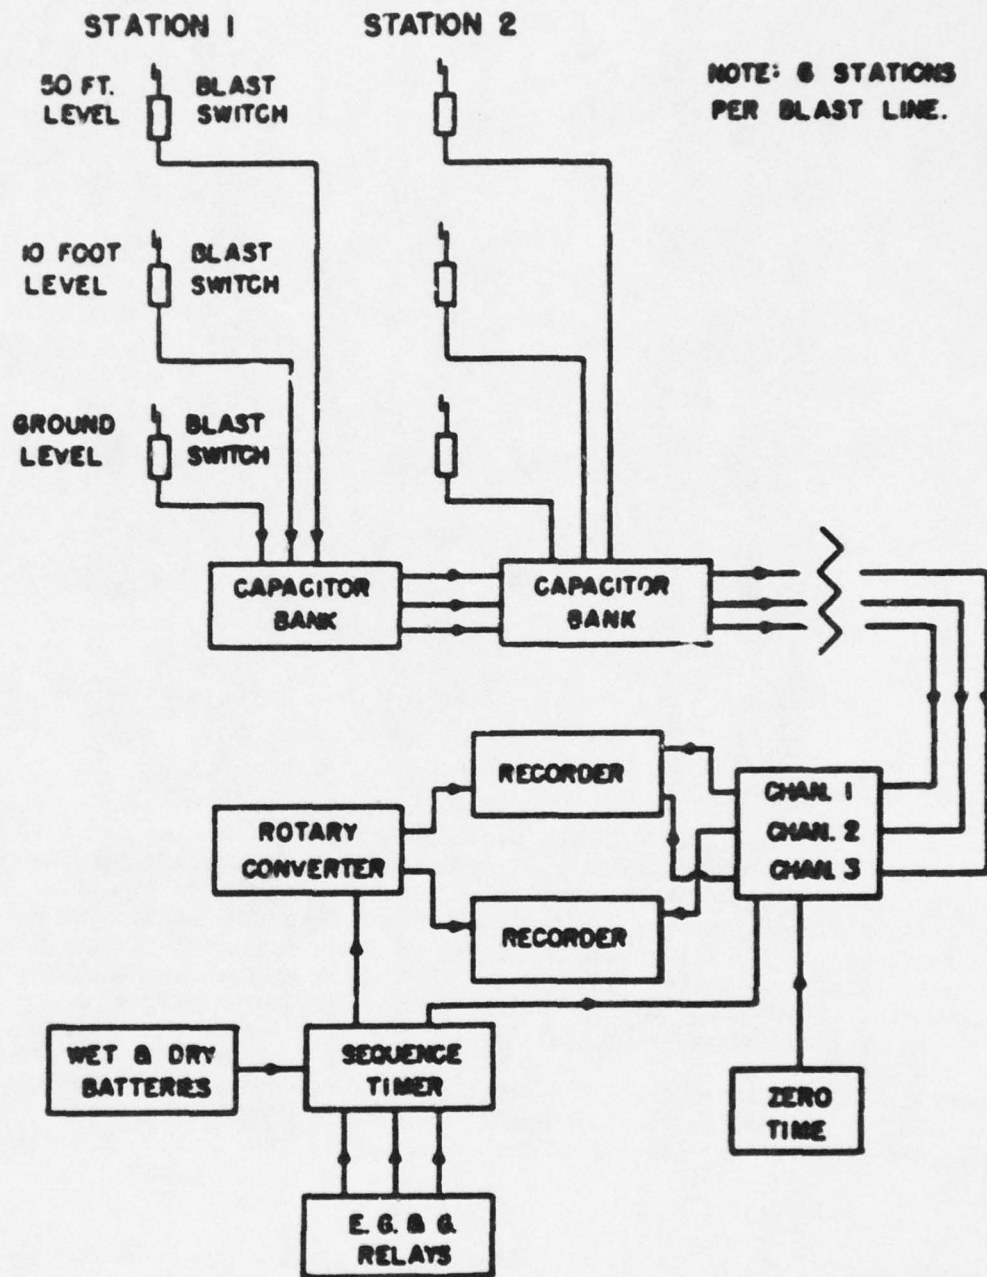 STATION 1
STATION 2
NOTE: 6 STATIONS
PER BLAST LINE.
50 FT.
LEVEL
BLAST
SWITCH
10 FOOT
LEVEL
BLAST
SWITCH
GROUND
LEVEL
BLAST
SWITCH
CAPACITOR
BANK
CAPACITOR
BANK
RECORDER
CHAN. 1
CHAN. 2
CHAN. 3
ROTARY
CONVERTER
RECORDER
WET & DRY
BATTERIES
SEQUENCE
TIMER
ZERO
TIME
E. G. & G.
RELAYS